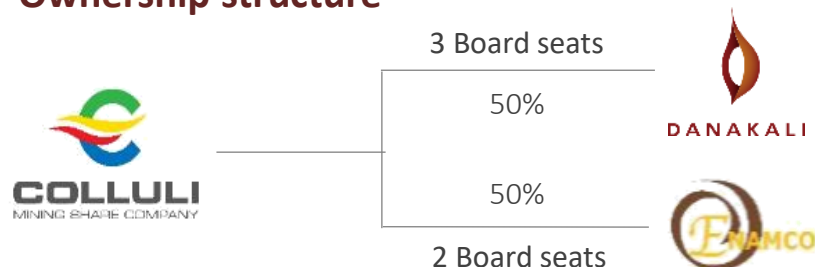 Ownership structure
3 Board seats
50%
DANAKALI
COLLULI
MINING SHARE COMPANY
50%
ENAMCO
2 Board seats